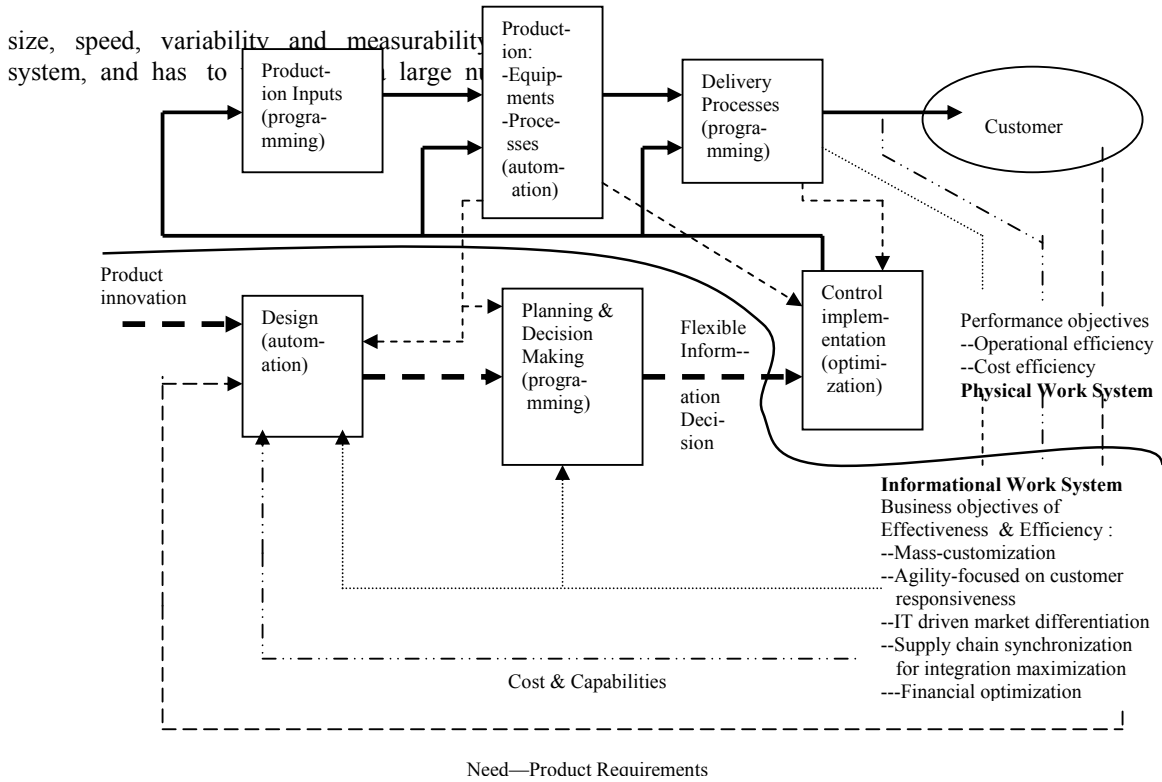 size, speed, variability and measurability
system, and has to
a large
Product-
ion Inputs
(progra-
mming)
Product-
ion:
-Equip-
ments
-Proce-
sses
(autom-
ation)
Delivery
Processes
(progra-
mming)
Customer
Product
innovation
Design
(autom-
ation)
Planning &
Decision
Making
(progra-
mming)
Flexible
Inform--
ation
Deci-
sion
Control
implem-
entation
(optimi-
zation)
Performance objectives
--Operational efficiency
--Cost efficiency
Physical Work System
Informational Work System
Business objectives of
Effectiveness & Efficiency :
--Mass-customization
--Agility-focused on customer
responsiveness
--IT driven market differentiation
--Supply chain synchronization
for integration maximization
---Financial optimization
Cost & Capabilities
Need—Product Requirements